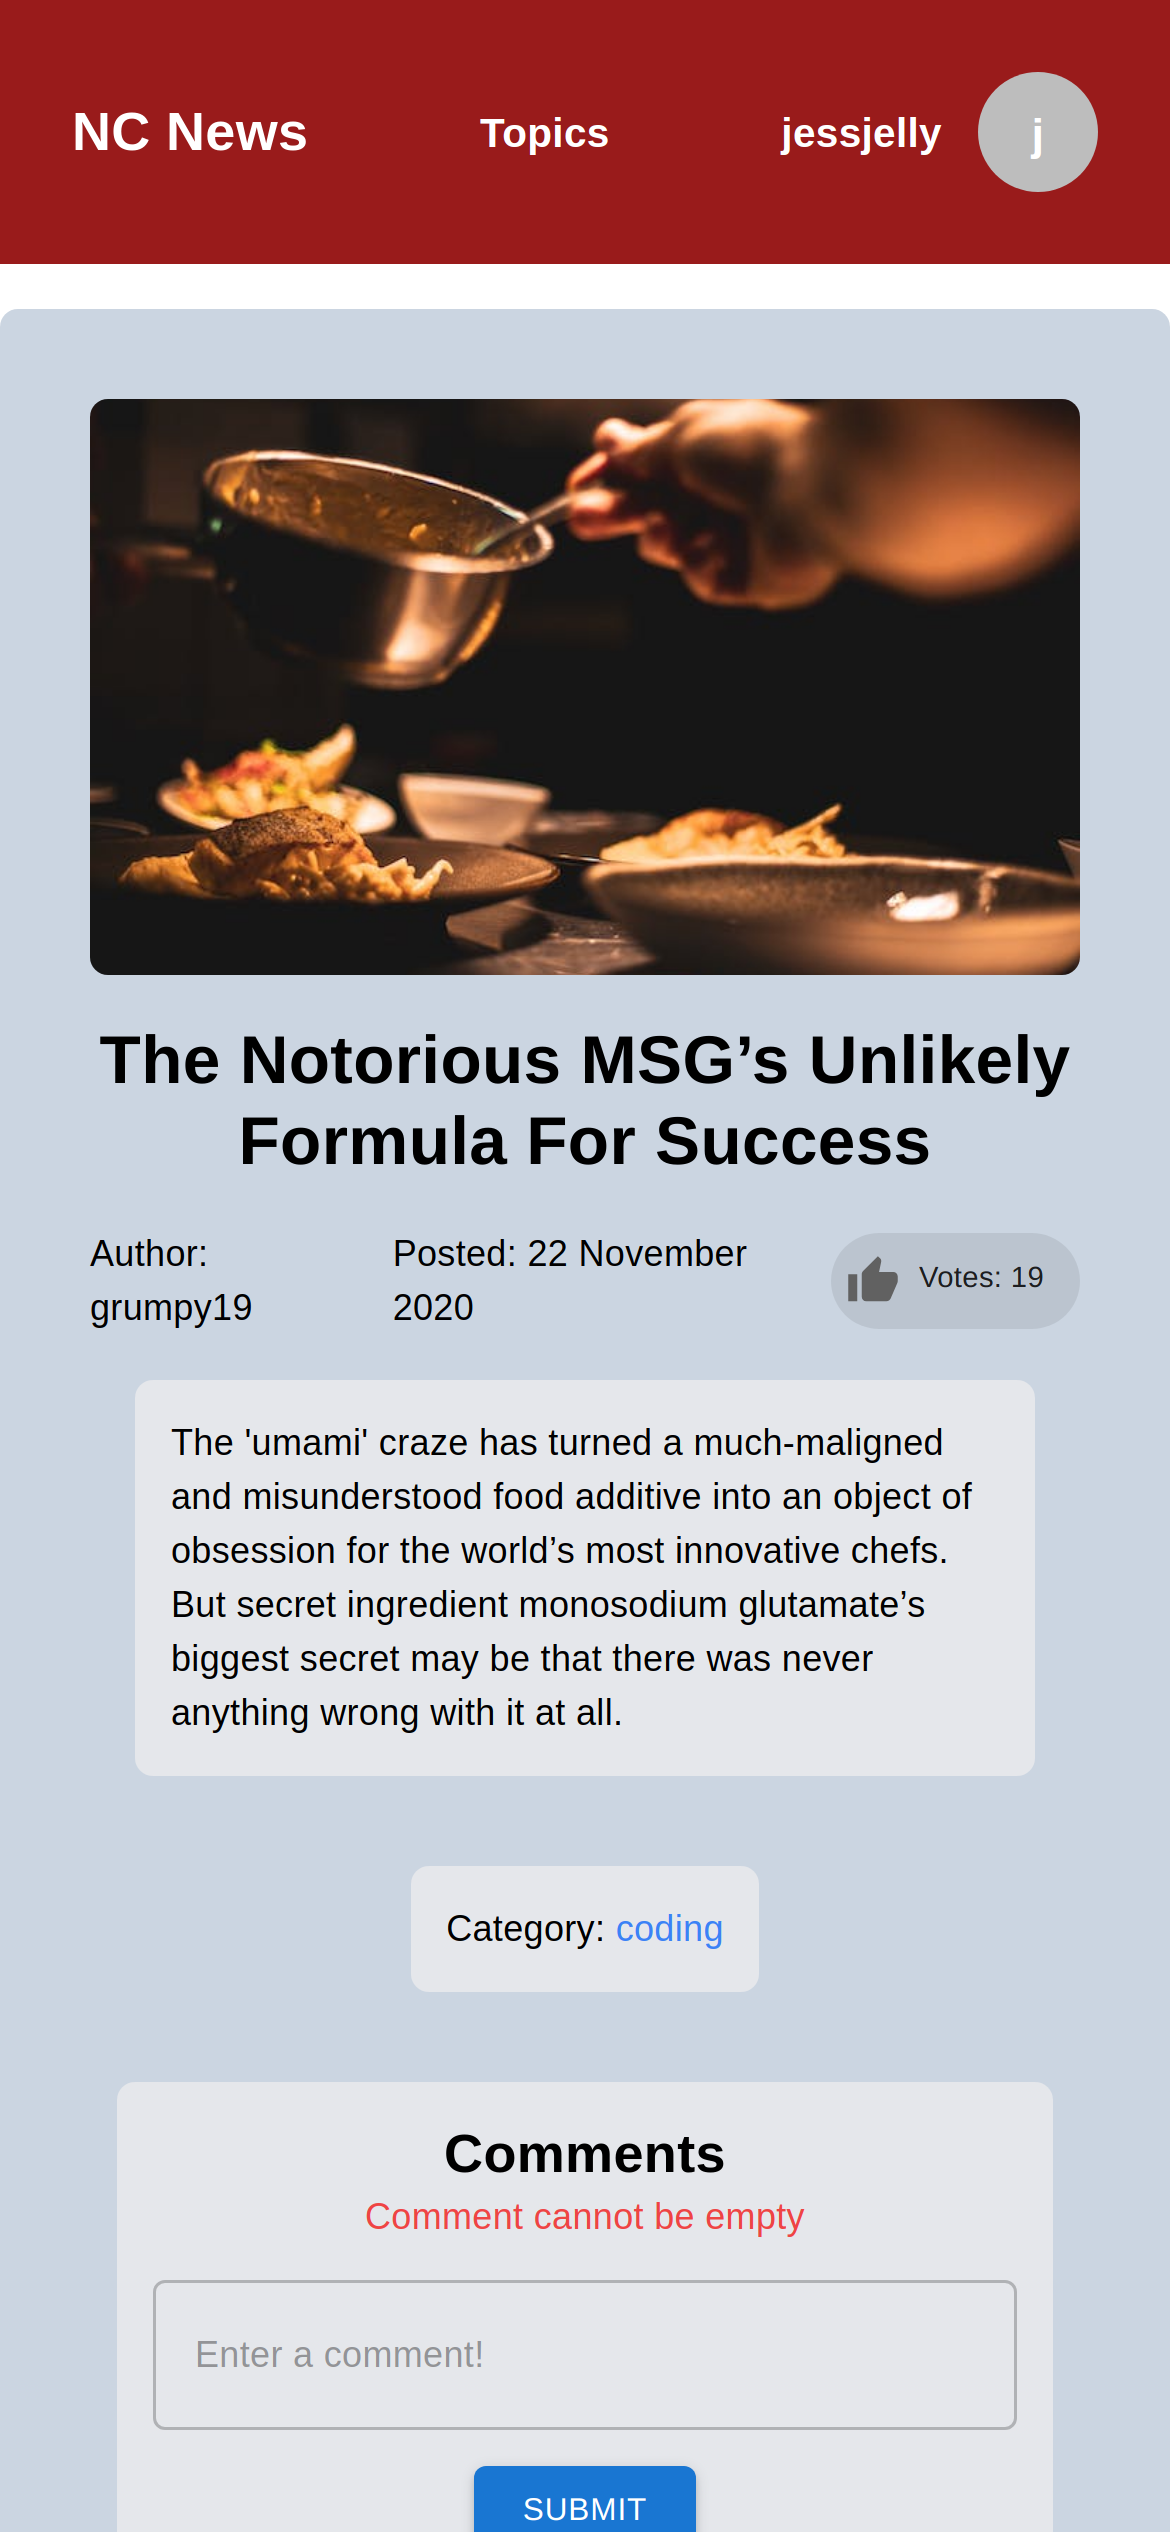 NC News
Topics
jessjelly
j
The Notorious MSG’s Unlikely
Formula For Success
Author:
grumpy19
Posted: 22 November
2020
Votes: 19
The 'umami' craze has turned a much-maligned
and misunderstood food additive into an object of
obsession for the world’s most innovative chefs.
But secret ingredient monosodium glutamate’s
biggest secret may be that there was never
anything wrong with it at all.
Category: coding
Comments
Comment cannot be empty
Enter a comment!
SUBMIT